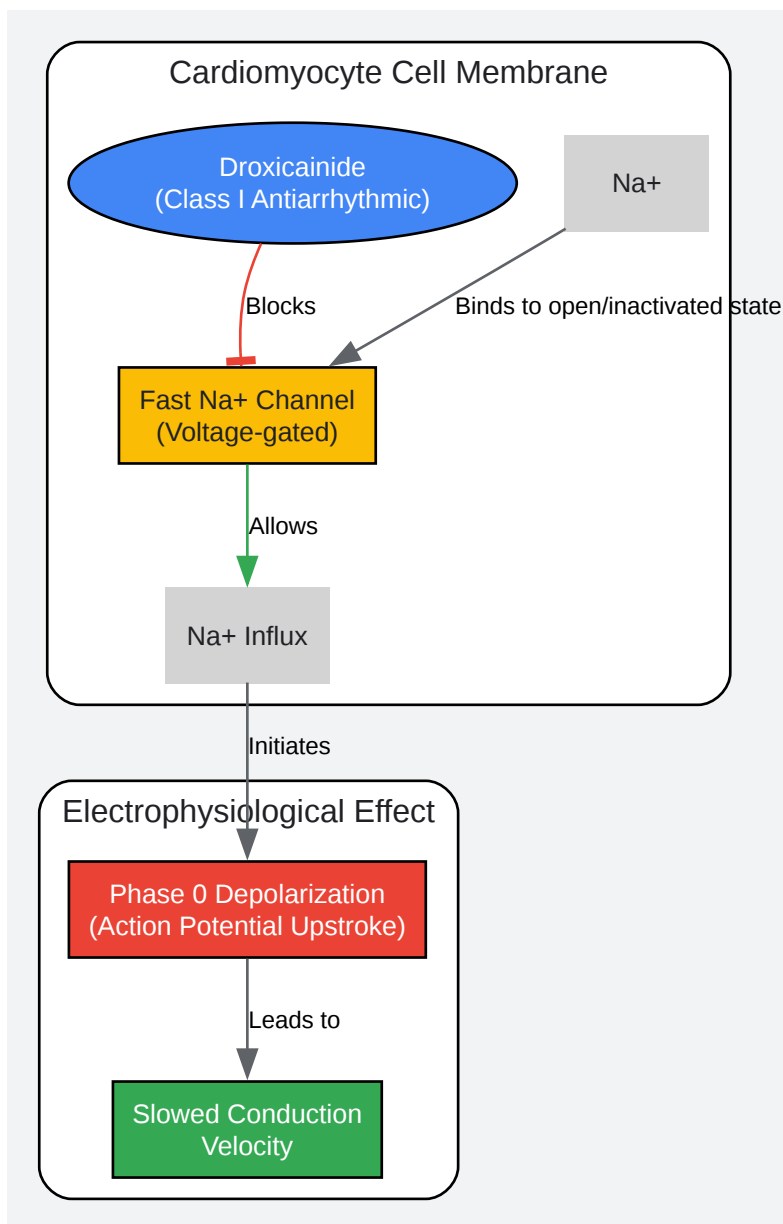 Cardiomyocyte Cell Membrane
Droxicainide
(Class I Antiarrhythmic)
Na+
Blocks
Binds to open/inactivated state
Fast Na+ Channel
(Voltage-gated)
Allows
Na+ Influx
Initiates
Electrophysiological Effect
Phase 0 Depolarization
(Action Potential Upstroke)
Leads to
Slowed Conduction
Velocity